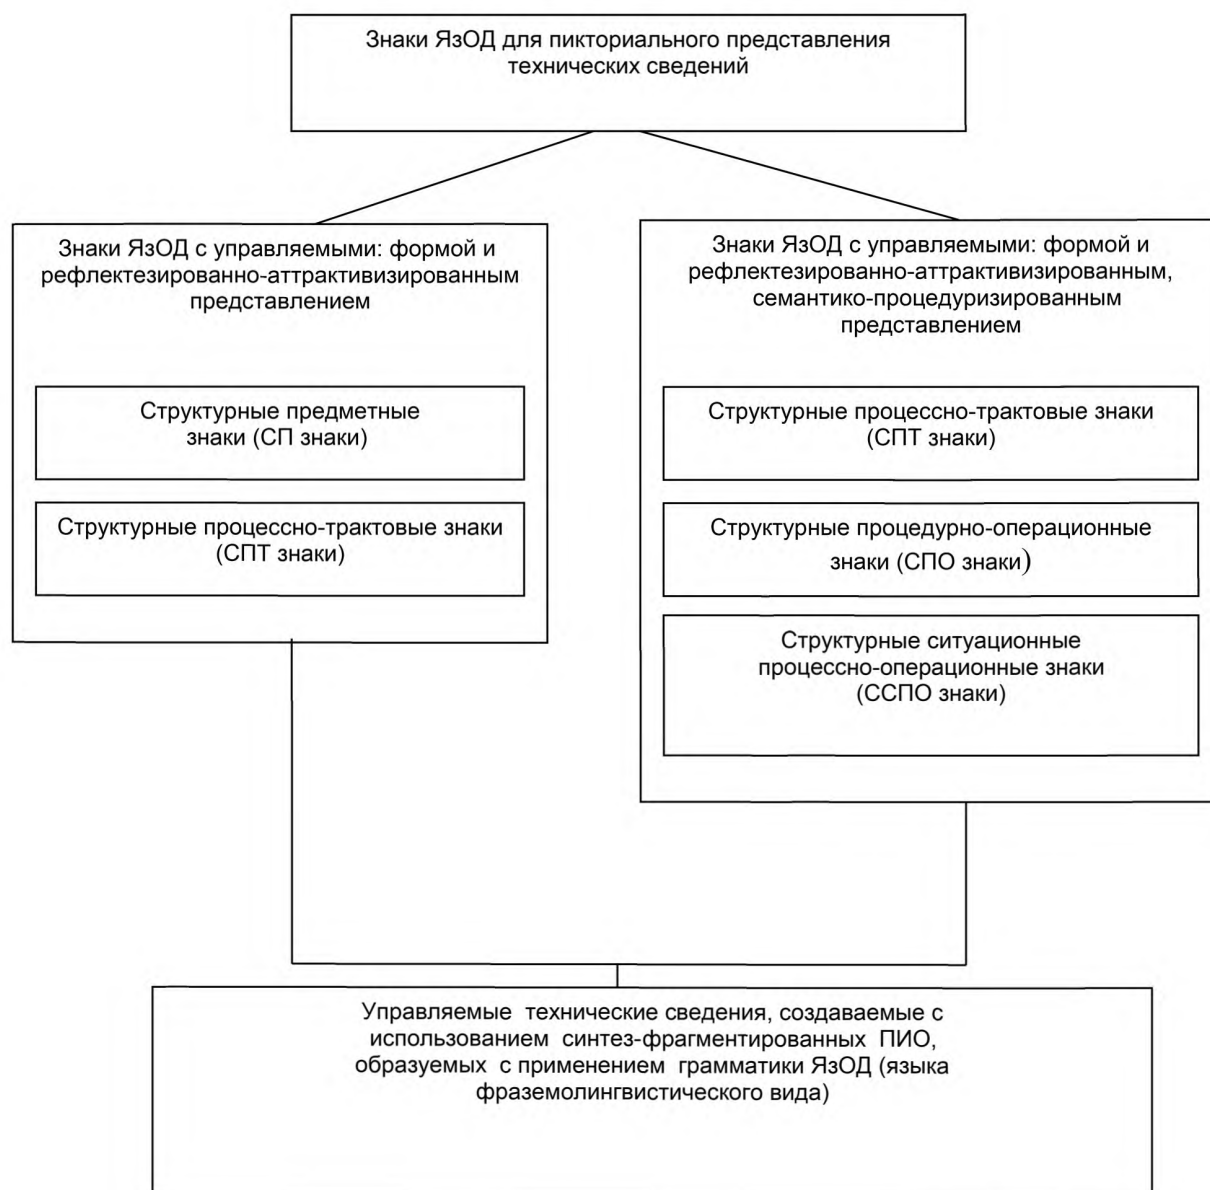 Знаки ЯзОД для пикториального представления
технических сведений
Знаки ЯзОД с управляемыми: формой и
рефлектезированно-аттрактивизированным
представлением
Структурные предметные
знаки (СП знаки)
Структурные процессно-трактовые знаки
(СПТ знаки)
Знаки ЯзОД с управляемыми: формой и
рефлектезированно-аттрактивизированным,
семантико-процедуризированным
представлением
Структурные процессно-трактовые знаки
(СПТ знаки)
Структурные процедурно-операционные
знаки (СПО знаки)
Структурные ситуационные
процессно-операционные знаки
(ССПО знаки)
Управляемые технические сведения, создаваемые с
использованием синтез-фрагментированных ПИО,
образуемых с применением грамматики ЯзОД (языка
фраземолингвистического вида)